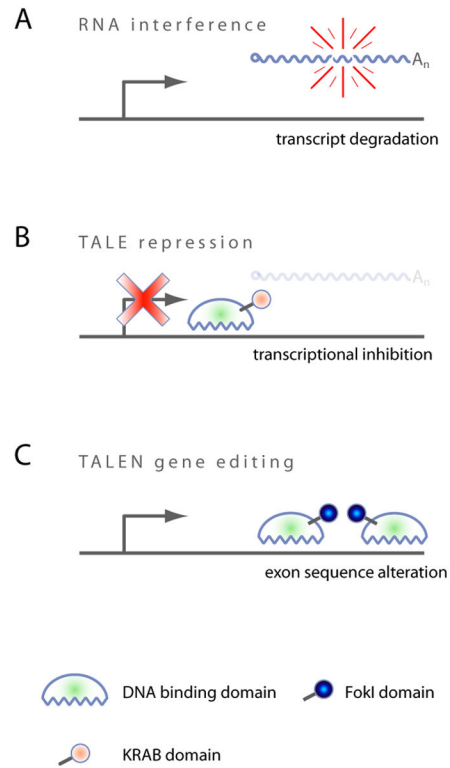 A
RNA interference
An
transcript degradation
B
TALE repression
An
transcriptional inhibition
C
TALEN gene editing
exon sequence alteration
DNA binding domain
FokI domain
KRAB domain